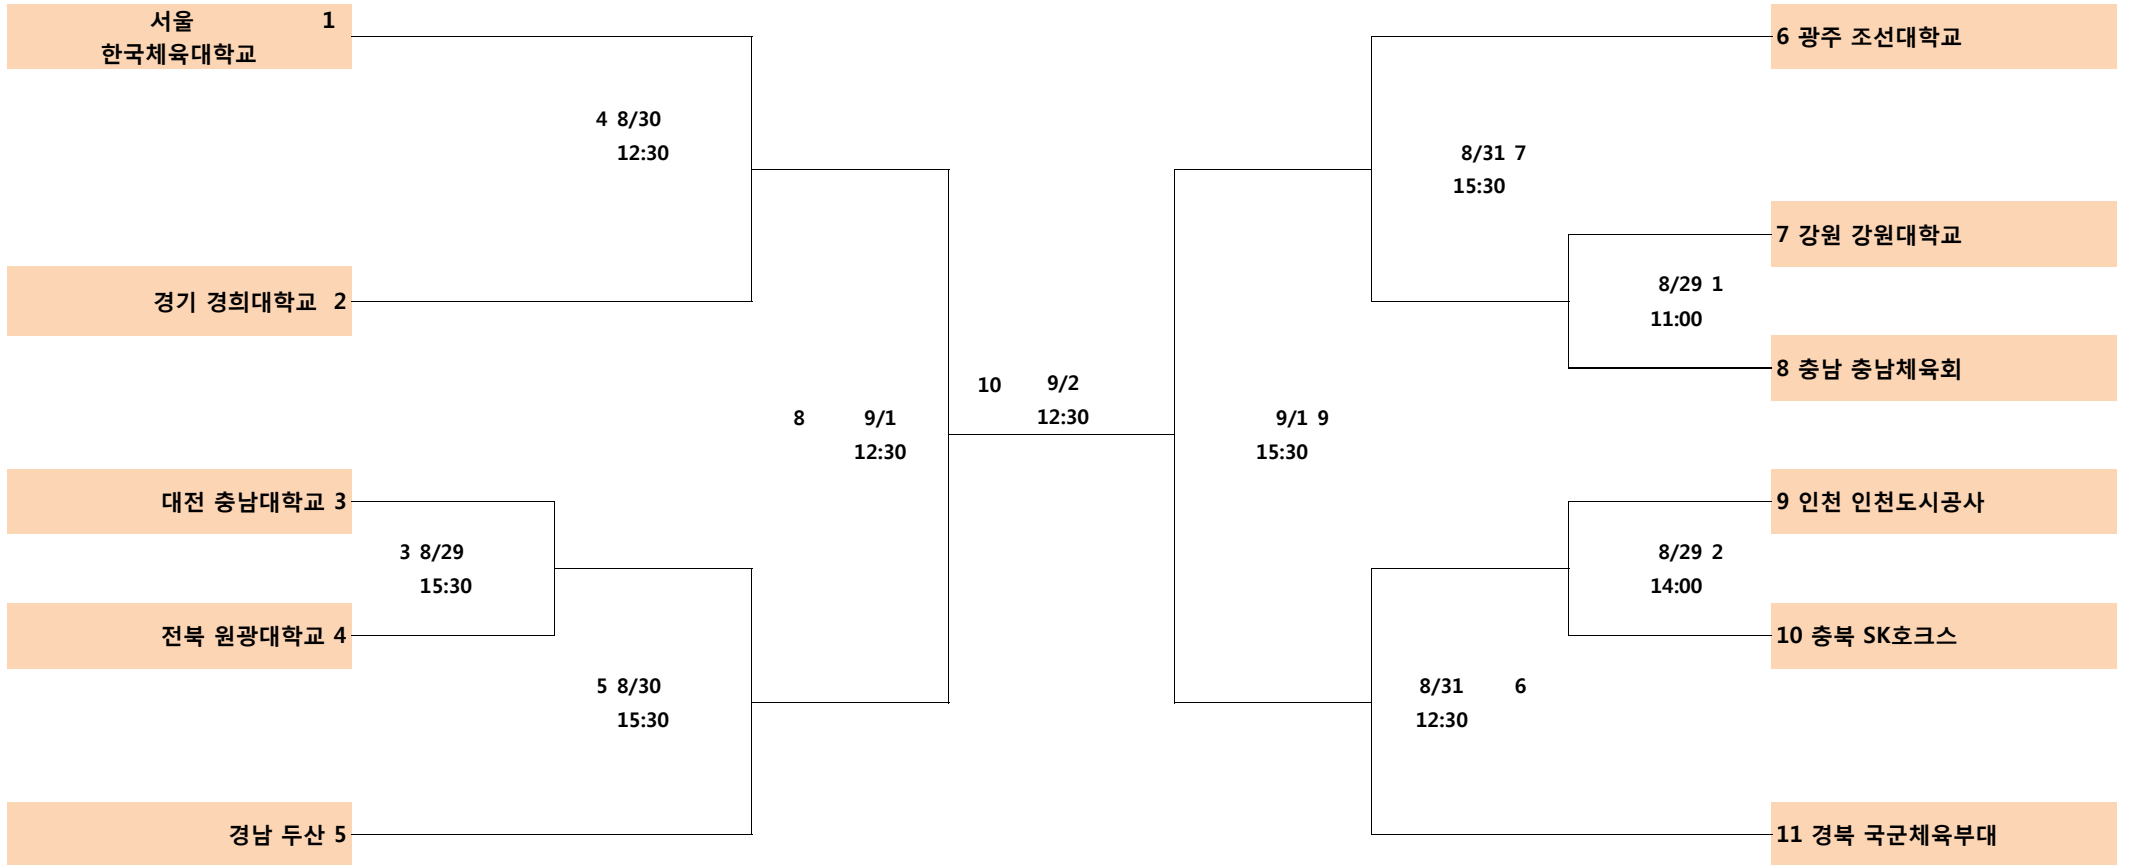 서울 1
한국체육대학교
6 광주 조선대학교
4 8/30
12:30
8/31 7
15:30
7 강원 강원대학교
경기 경희대학교 2
8/29 1
11:00
8 충남 충남체육회
10 9/2
12:30
8 9/1
12:30
9/1 9
15:30
대전 충남대학교 3
9 인천 인천도시공사
3 8/29
15:30
8/29 2
14:00
전북 원광대학교 4
10 충북 SK호크스
5 8/30
15:30
8/31 6
12:30
경남 두산 5
11 경북 국군체육부대